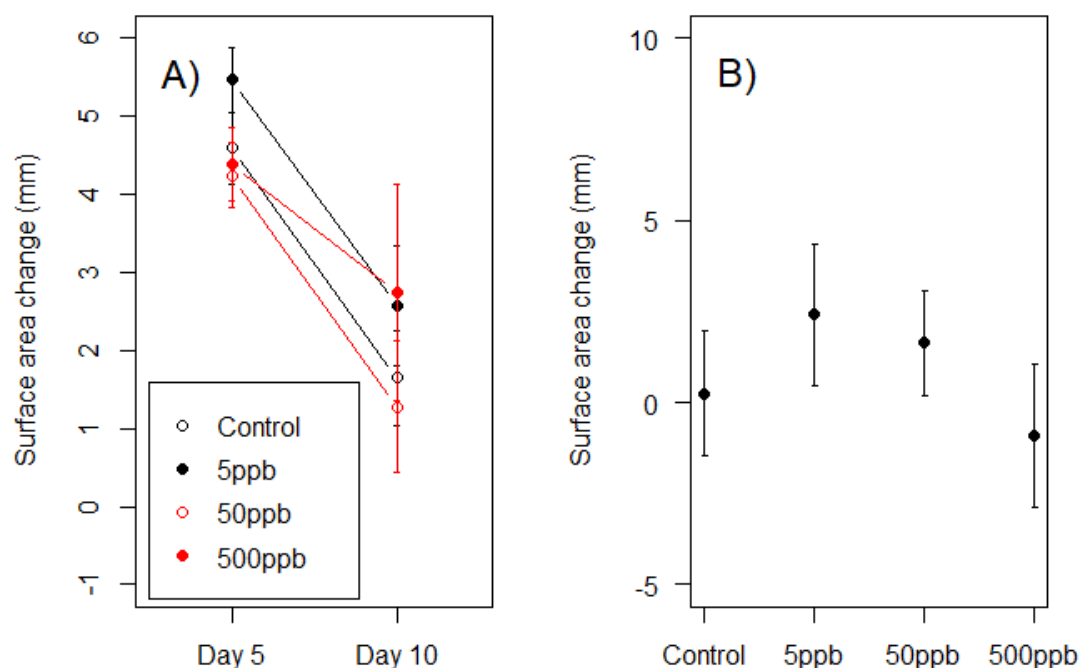 A)
Surface area change (mm)
6
5
4
3
2
1
0
-1
Control
5ppb
50ppb
500ppb
Day 5
Day 10
B)
Surface area change (mm)
10
5
0
-5
Control
5ppb
50ppb
500ppb